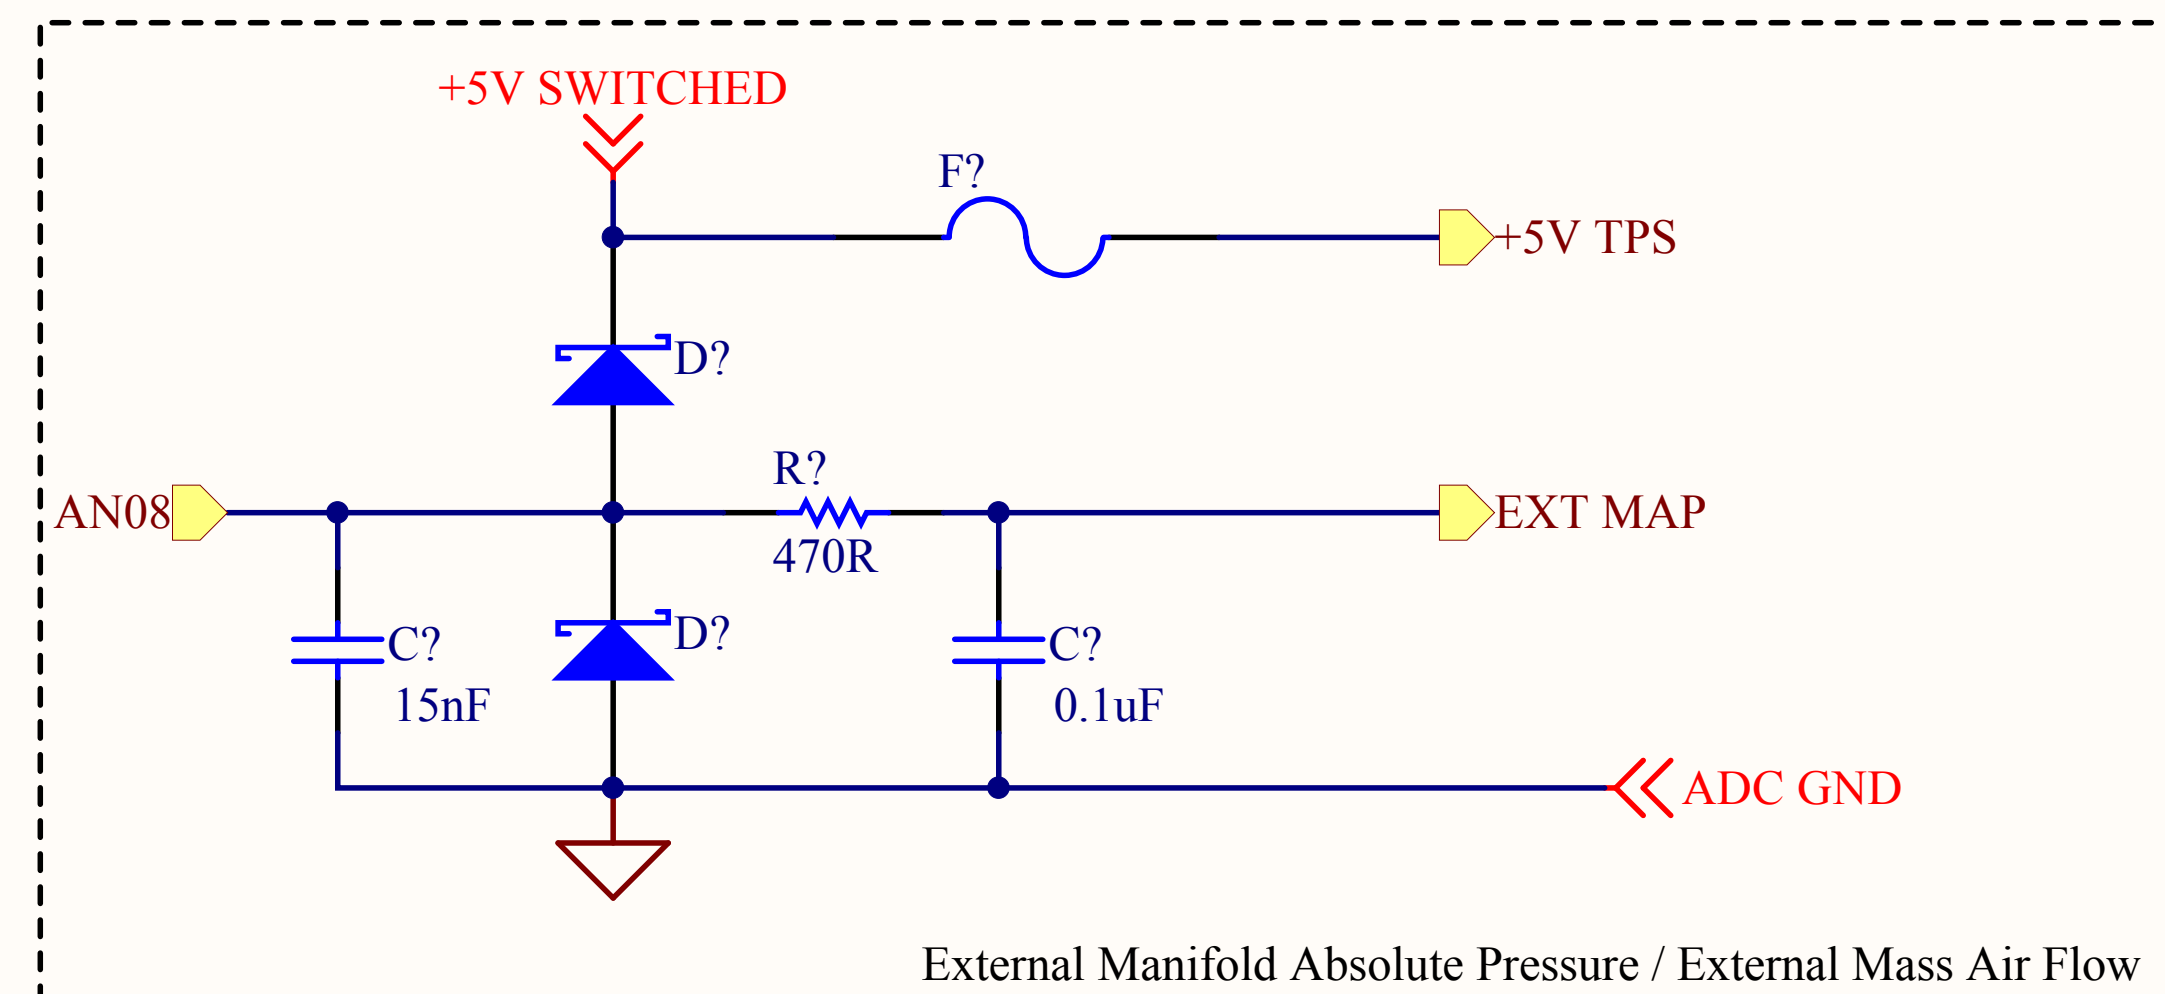 +5V SWITCHED
F?
+5V TPS
D?
R?
AN08
470R
EXT MAP
C?
15nF
D?
C?
0.1uF
ADC GND
External Manifold Absolute Pressure / External Mass Air Flow